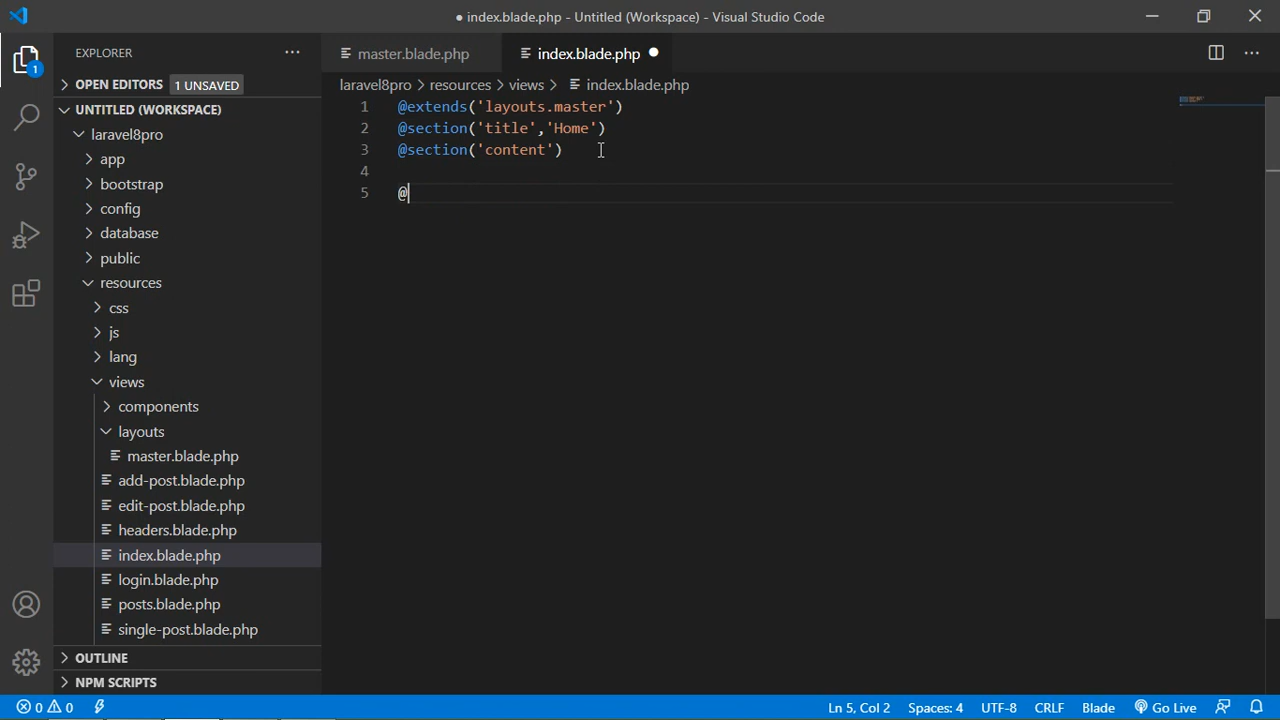 ● index.blade.php - Untitled (Workspace) - Visual Studio Code
EXPLORER
master.blade.php
index.blade.php
1
OPEN EDITORS
1 UNSAVED
laravel8pro > resources > views > index.blade.php
UNTITLED (WORKSPACE)
laravel8pro
app
bootstrap
config
database
public
resources
css
js
lang
views
components
layouts
master.blade.php
add-post.blade.php
edit-post.blade.php
headers.blade.php
index.blade.php
login.blade.php
posts.blade.php
single-post.blade.php
OUTLINE
NPM SCRIPTS
1 @extends('layouts.master')
2 @section('title','Home')
3 @section('content')
4
5 @
0 0
Ln 5, Col 2
Spaces: 4
UTF-8
CRLF
Blade
Go Live